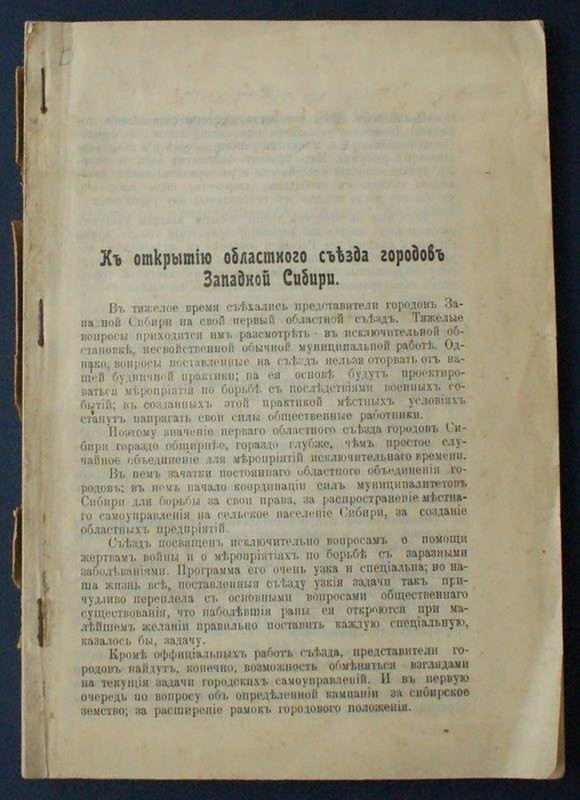 Къ открытію областного съѣзда городовъ
Западной Сибири.
Въ тяжелое время съѣхались представители городовъ За-
падной Сибири на свой первый областной съѣздъ. Тяжелые
вопросы приходится имъ разсмотрѣть - въ исключительной об-
становкѣ, несвойственной обычной муниципальной работѣ. Од-
нако, вопросы поставленные на съѣздъ нельзя оторвать отъ на-
шей будничной практики; на ея основѣ будутъ проектиро-
ваться мѣропріятія по борьбѣ съ послѣдствіями военныхъ со-
бытій; въ созданныхъ этой практикой мѣстныхъ условіяхъ
станутъ напрягать свои силы общественные работники.
Поэтому значеніе перваго областного съѣзда городовъ Си-
бири гораздо обширнѣе, гораздо глубже, чѣмъ простое слу-
чайное объединеніе для мѣропріятій исключительнаго времени.
Въ немъ зачатки постояннаго областного объединенія го-
родовъ; въ немъ начало координаціи силъ муниципалитетовъ
Сибири для борьбы за свои права, за распространеніе мѣстна-
го самоуправленія на сельское населеніе Сибири, за созданіе
областныхъ предпріятій.
Съѣздъ посвященъ исключительно вопросамъ о помощи
жертвамъ войны и о мѣропріятіяхъ по борьбѣ съ заразными
заболѣваніями. Программа его очень узка и спеціальна; но на-
ша жизнь всѣ, поставленныя съѣзду узкія задачи такъ при-
чудливо переплела съ основными вопросами общественнаго
существованія, что наболѣвшія раны ея откроются при ма-
лѣйшемъ желаніи правильно поставить каждую спеціальную,
казалось бы, задачу.
Кромѣ оффиціальныхъ работъ съѣзда, представители го-
родовъ найдутъ, конечно, возможность обмѣняться взглядами
на текущія задачи городскихъ самоуправленій. И въ первую
очередь по вопросу объ опредѣленной кампаніи за сибирское
земство; за расширеніе рамокъ городового положенія.